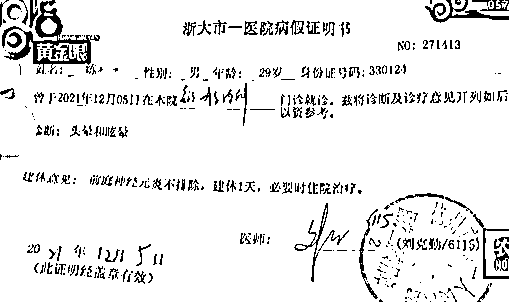 黄金眼
浙大市一医院病假证明书
NO: 271413
姓名: 陈** 性别: 男 年龄: 29岁 身份证号码: 330124
曾于2021年12月05日在本院 门诊就诊。兹将诊断及诊疗意见开列如后
以资参考。
诊断: 头晕和眩晕
建休意见: 前庭神经元炎不排除。建休1天，必要时住院治疗。
医师:
(刘克勤/6115)
2021年12月5日
(此证明经盖章有效)